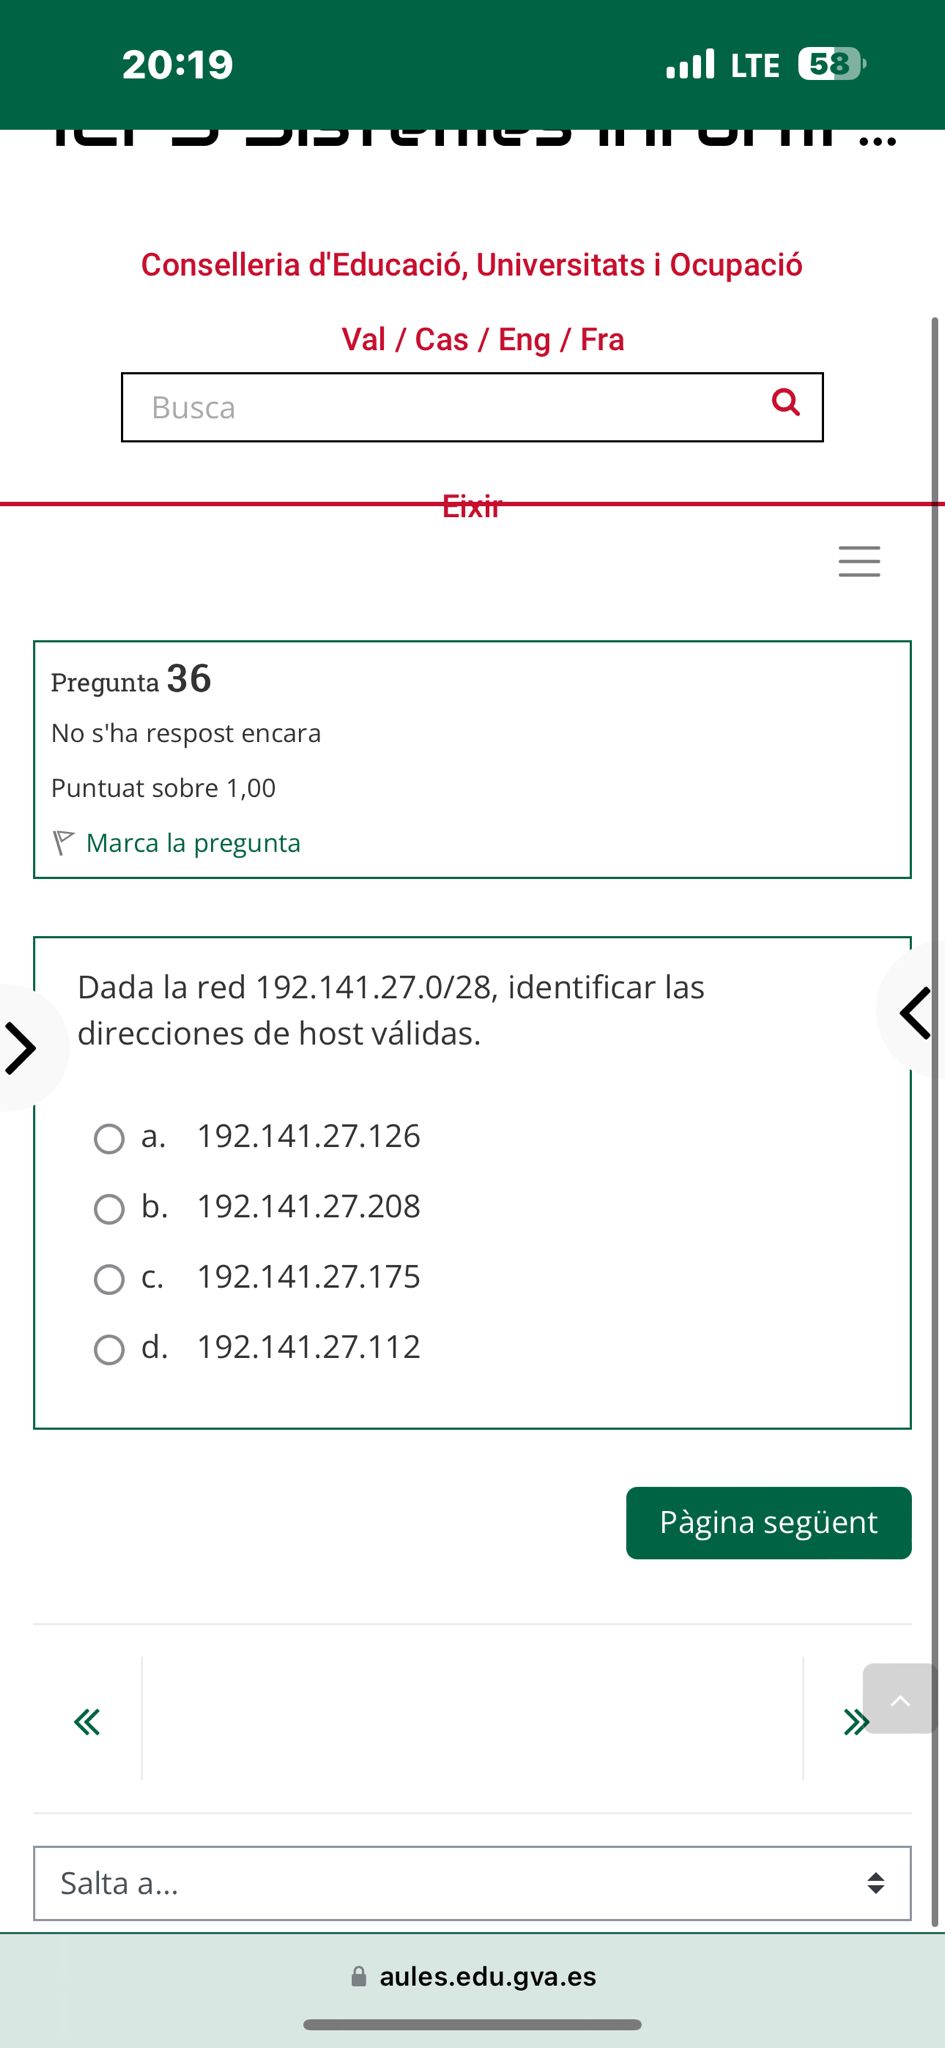 20:19
LTE 58
Conselleria d'Educació, Universitats i Ocupació
Val / Cas / Eng / Fra
Busca
Eixir
Pregunta 36
No s'ha respost encara
Puntuat sobre 1,00
Marca la pregunta
Dada la red 192.141.27.0/28, identificar las
direcciones de host válidas.
a. 192.141.27.126
b. 192.141.27.208
c. 192.141.27.175
d. 192.141.27.112
Pàgina següent
Salta a...
aules.edu.gva.es